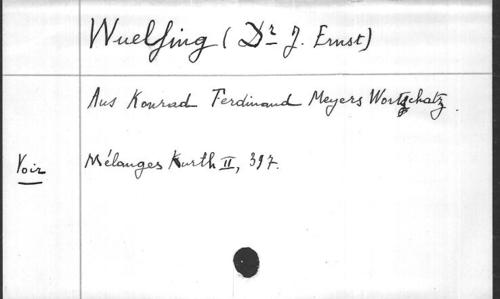 Wuelfing (Dr J. Ernst)
Aus Konrad Ferdinand Meyers Wortschatz.
Voir Mélanges Kurth II, 397.